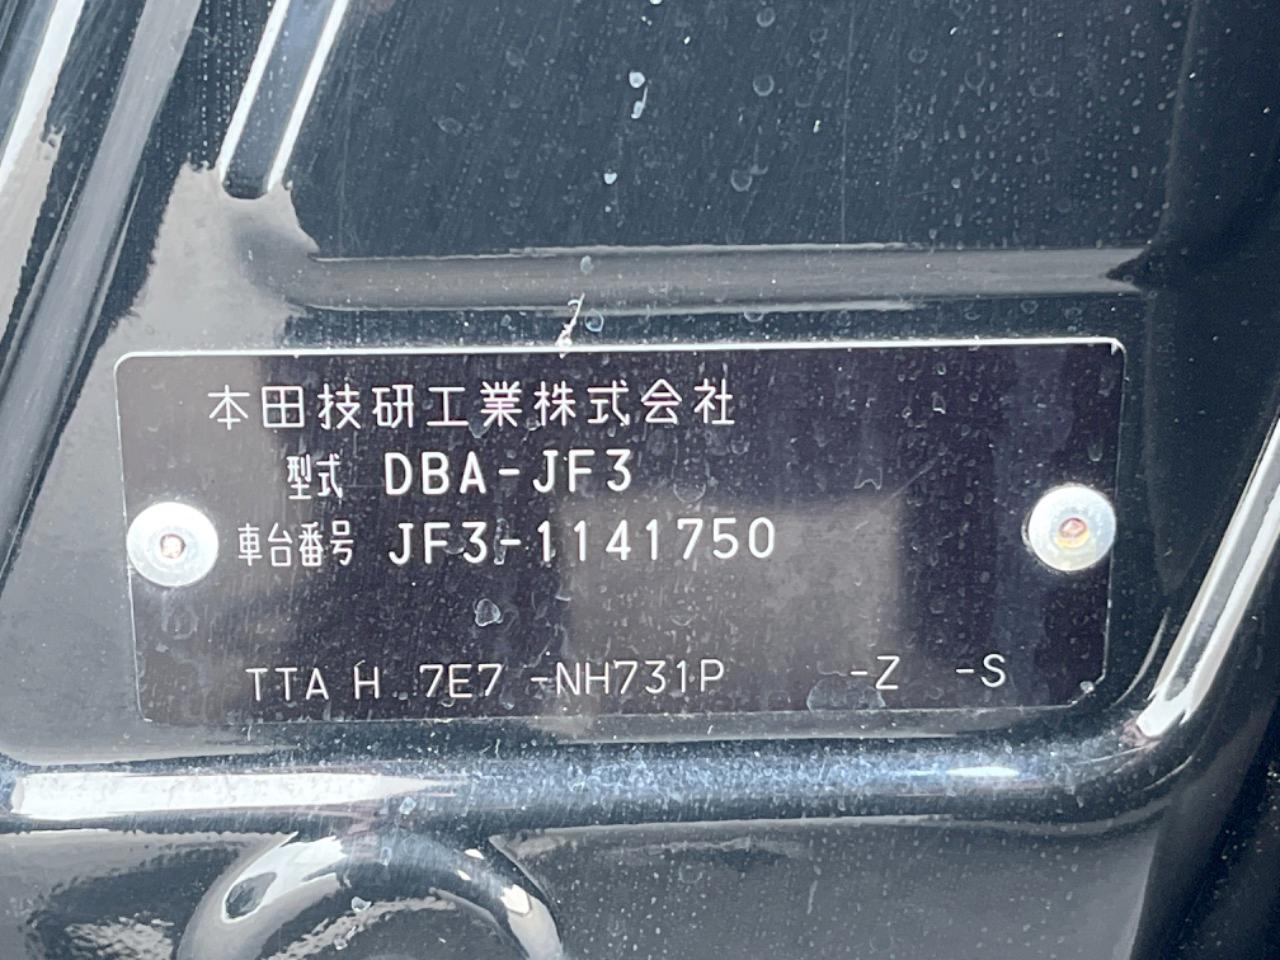 本田技研工業株式会社
型式 DBA-JF3
車台番号 JF3-1141750
TTA H 7E7 -NH731P -Z -S